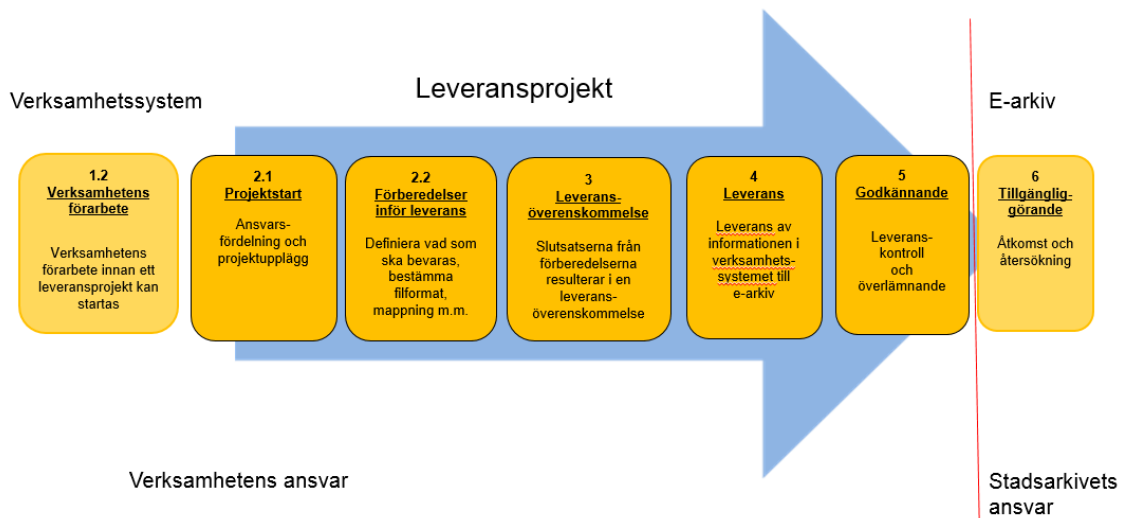 Leveransprojekt
Verksamhetssystem
E-arkiv
1.2
Verksamhetens
förarbete
Verksamhetens
förarbete innan ett
leveransprojekt kan
startas
2.1
Projektstart
Ansvars-
fördelning och
projektupplägg
2.2
Förberedelser
inför leverans
Definiera vad som
ska bevaras,
bestämma
filformat,
mappning m.m.
3
Leverans-
överenskommelse
Slutsatserna från
förberedelserna
resulterar i en
leverans-
överenskommelse
4
Leverans
Leverans av
informationen i
verksamhets-
systemet till
e-arkiv
5
Godkännande
Leverans-
kontroll
och
överlämnande
6
Tillgänglig-
görande
Åtkomst och
återsökning
Verksamhetens ansvar
Stadsarkivets
ansvar